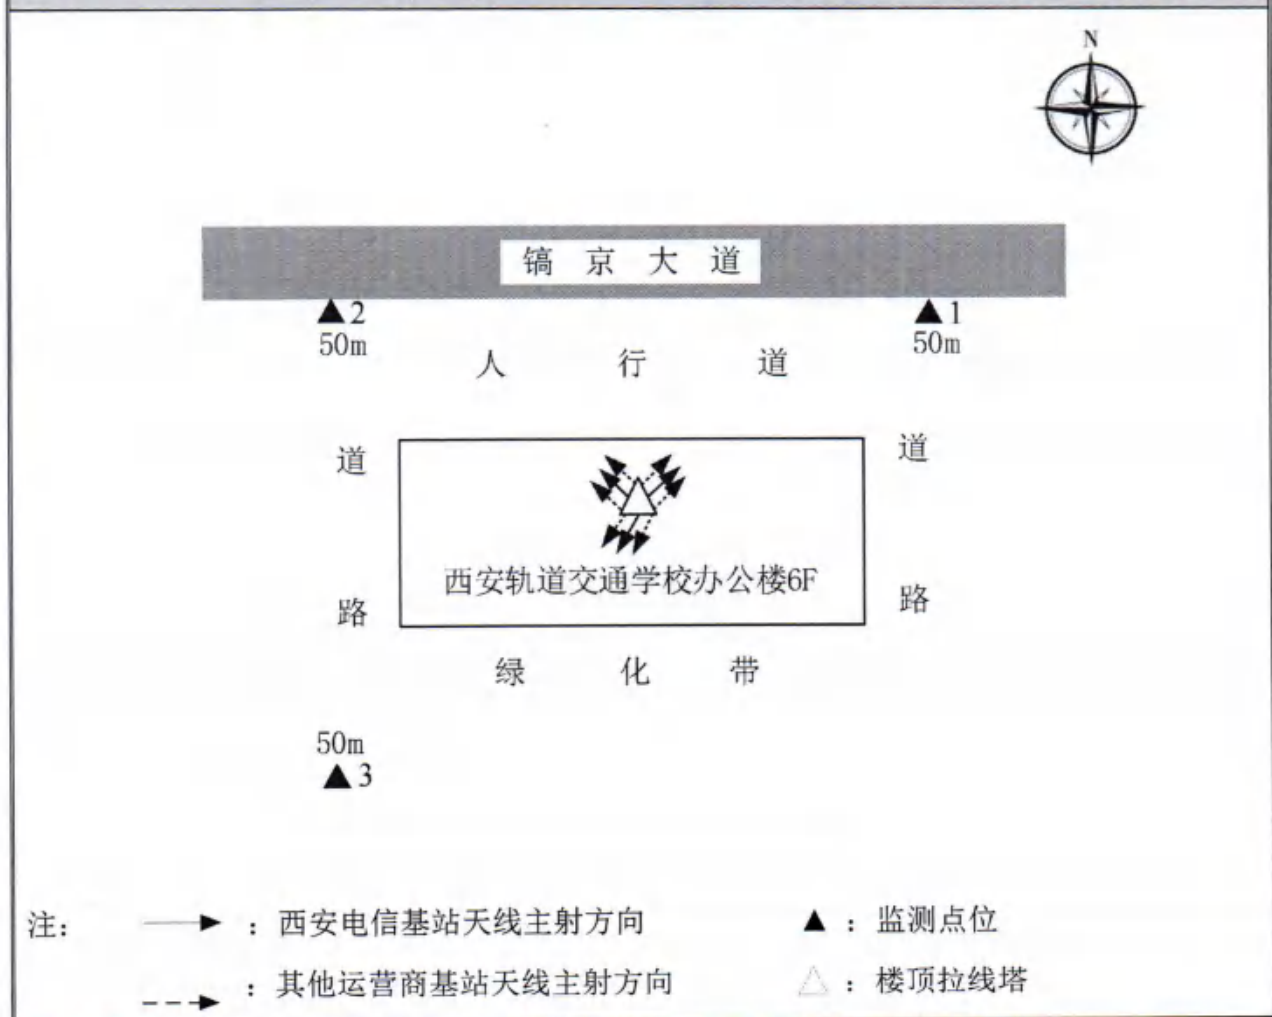 N
镐京大道
▲2
▲1
50m
50m
人行道
道
道
西安轨道交通学校办公楼6F
路
路
绿化带
50m
▲3
注：
：西安电信基站天线主射方向
▲：监测点位
：其他运营商基站天线主射方向
△：楼顶拉线塔